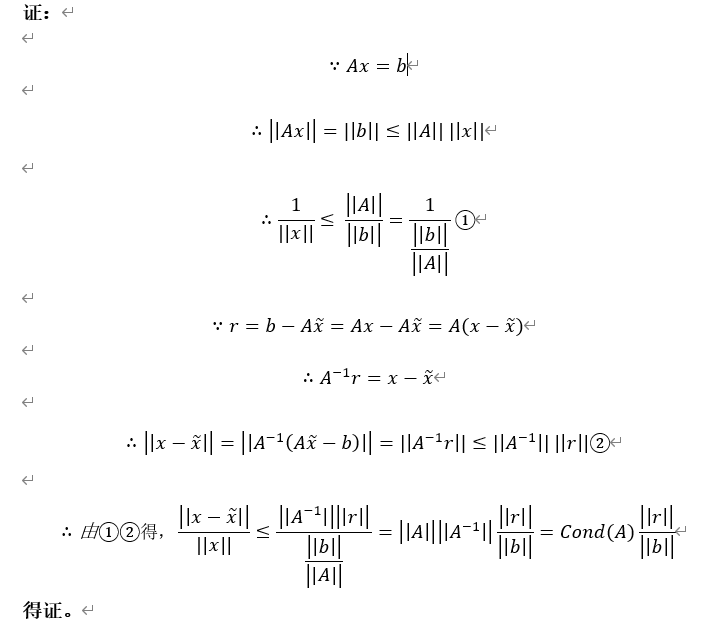 证：
∵ Ax = b
∴ ||Ax|| = ||b|| ≤ ||A|| ||x||
∴ 1/||x|| ≤ ||A||/||b|| = 1/(||b||/||A||) ①
∵ r = b − Ax̃ = Ax − Ax̃ = A(x − x̃)
∴ A⁻¹r = x − x̃
∴ ||x − x̃|| = ||A⁻¹(Ax̃ − b)|| = ||A⁻¹r|| ≤ ||A⁻¹|| ||r||②
∴ 由①②得，||x − x̃||/||x|| ≤ ||A⁻¹||||r||/(||b||/||A||) = ||A||||A⁻¹|| ||r||/||b|| = Cond(A) ||r||/||b||
得证。